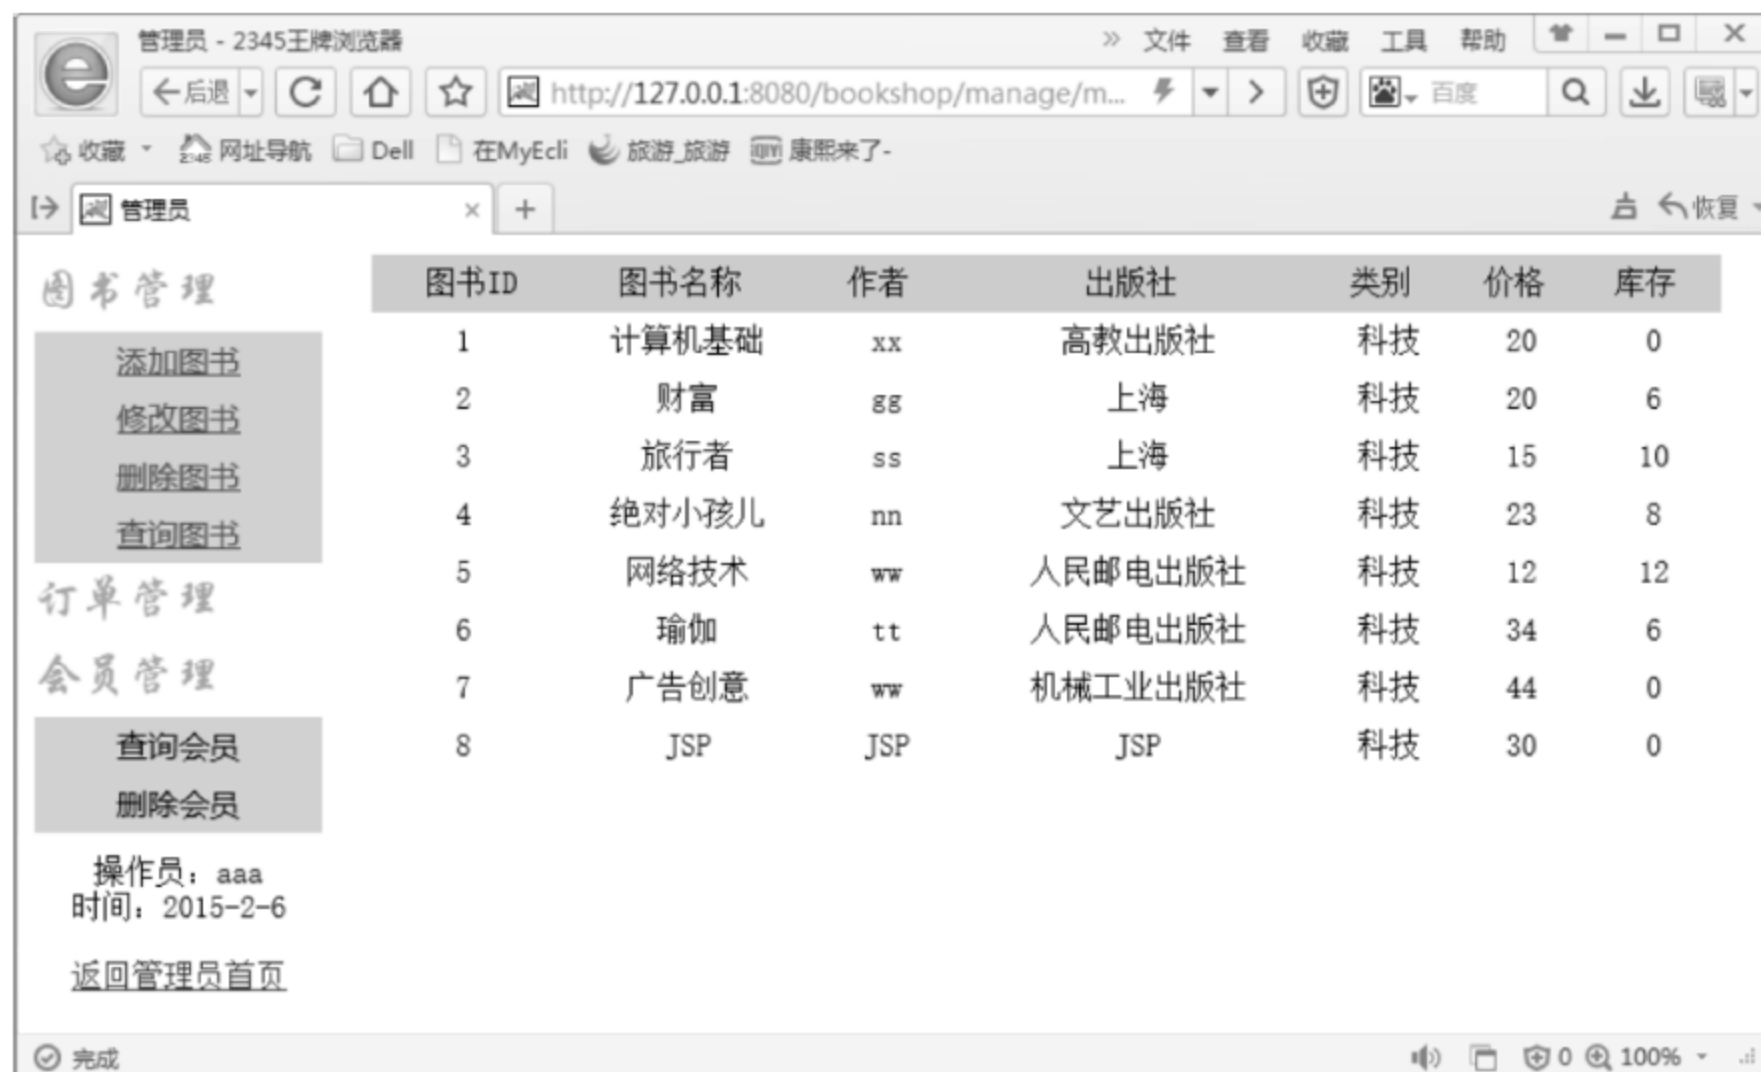 管理员 - 2345王牌浏览器 » 文件 查看 收藏 工具 帮助
后退 http://127.0.0.1:8080/bookshop/manage/m... 百度
收藏 2345 网址导航 Dell 在MyEcli 旅游_旅游 康熙来了-
管理员 恢复
图书管理
添加图书
修改图书
删除图书
查询图书
订单管理
会员管理
查询会员
删除会员
操作员：aaa
时间：2015-2-6
返回管理员首页
图书ID 图书名称 作者 出版社 类别 价格 库存
1 计算机基础 xx 高教出版社 科技 20 0
2 财富 gg 上海 科技 20 6
3 旅行者 ss 上海 科技 15 10
4 绝对小孩儿 nn 文艺出版社 科技 23 8
5 网络技术 ww 人民邮电出版社 科技 12 12
6 瑜伽 tt 人民邮电出版社 科技 34 6
7 广告创意 ww 机械工业出版社 科技 44 0
8 JSP JSP JSP 科技 30 0
完成 0 100%